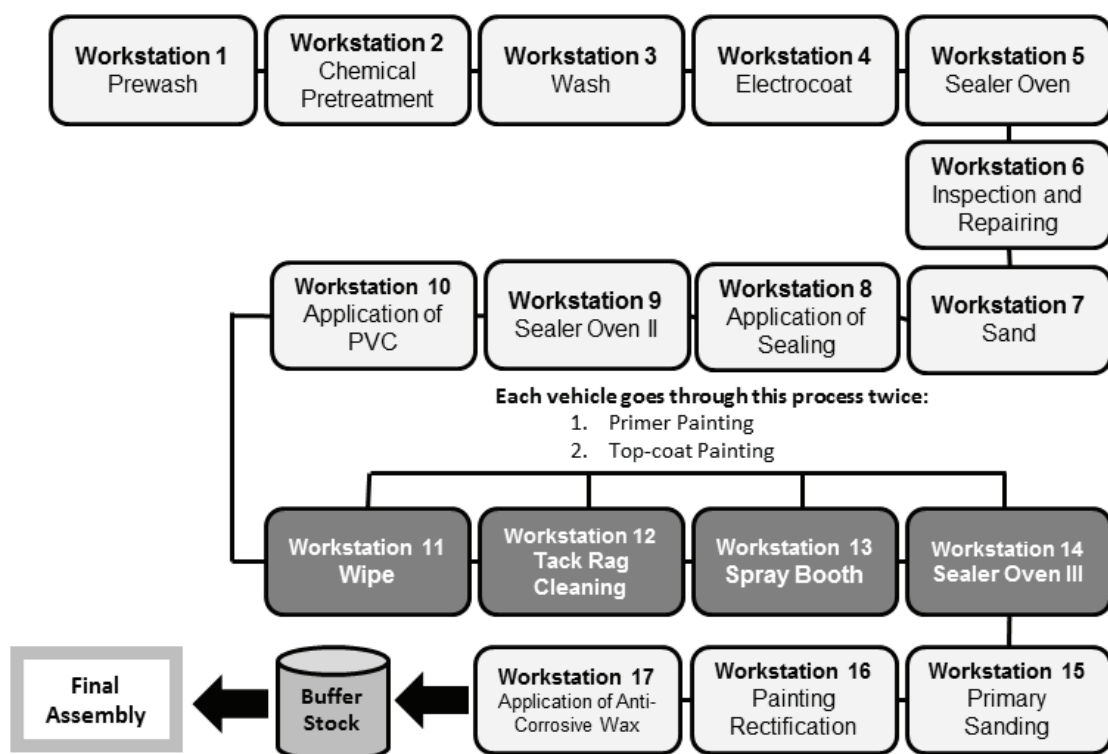 Workstation 1
Prewash
Workstation 2
Chemical
Pretreatment
Workstation 3
Wash
Workstation 4
Electrocoat
Workstation 5
Sealer Oven
Workstation 6
Inspection and
Repairing
Workstation 10
Application of
PVC
Workstation 9
Sealer Oven II
Workstation 8
Application of
Sealing
Workstation 7
Sand
Each vehicle goes through this process twice:
1. Primer Painting
2. Top-coat Painting
Workstation 11
Wipe
Workstation 12
Tack Rag
Cleaning
Workstation 13
Spray Booth
Workstation 14
Sealer Oven III
Final
Assembly
Buffer
Stock
Workstation 17
Application of Anti-
Corrosive Wax
Workstation 16
Painting
Rectification
Workstation 15
Primary
Sanding